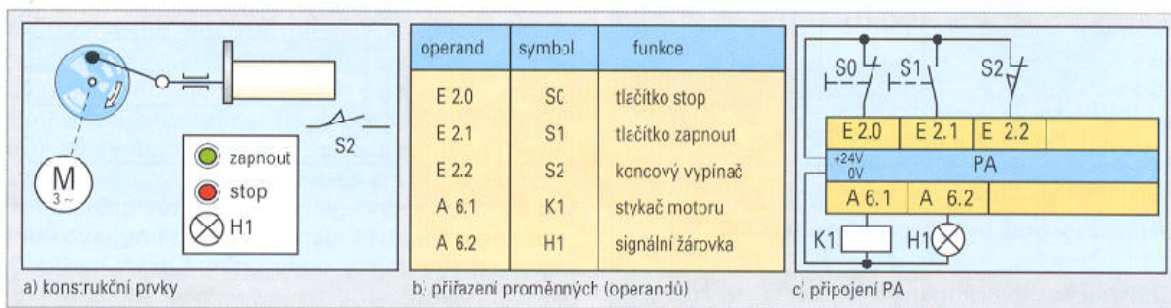 M
3~
zapnout
stop
H1
S2
a) konstrukční prvky
operand symbol funkce
E 2.0 S0 tlačítko stop
E 2.1 S1 tlačítko zapnout
E 2.2 S2 koncový vypínač
A 6.1 K1 stykač motoru
A 6.2 H1 signální žárovka
b) přiřazení proměnných (operandů)
S0 S1 S2
E 2.0 E 2.1 E 2.2
+24V
0V
PA
A 6.1 A 6.2
K1 H1
c) připojení PA